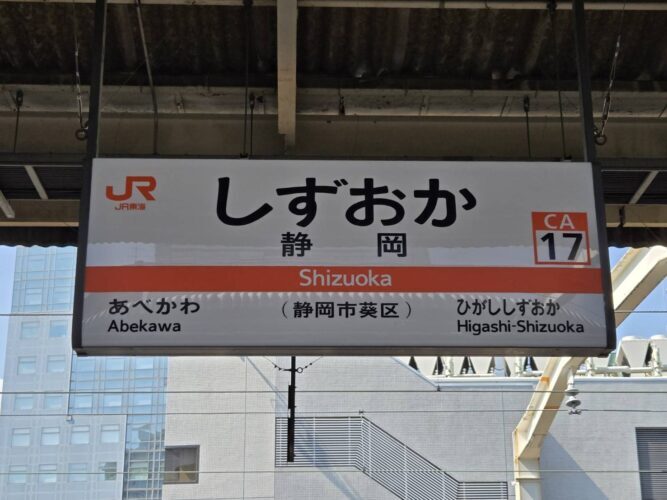 JR
JR東海
しずおか
静岡
CA
17
Shizuoka
あべかわ
Abekawa
(静岡市葵区)
ひがししずおか
Higashi-Shizuoka